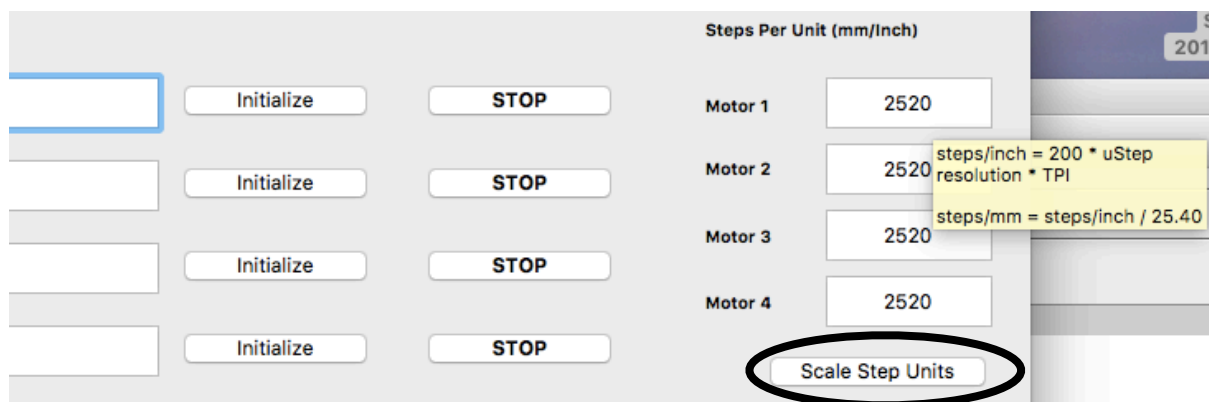 Steps Per Unit (mm/Inch)
201
Initialize STOP Motor 1 2520
Initialize STOP Motor 2 2520
steps/inch = 200 * uStep
resolution * TPI
steps/mm = steps/inch / 25.40
Initialize STOP Motor 3 2520
Initialize STOP Motor 4 2520
Scale Step Units